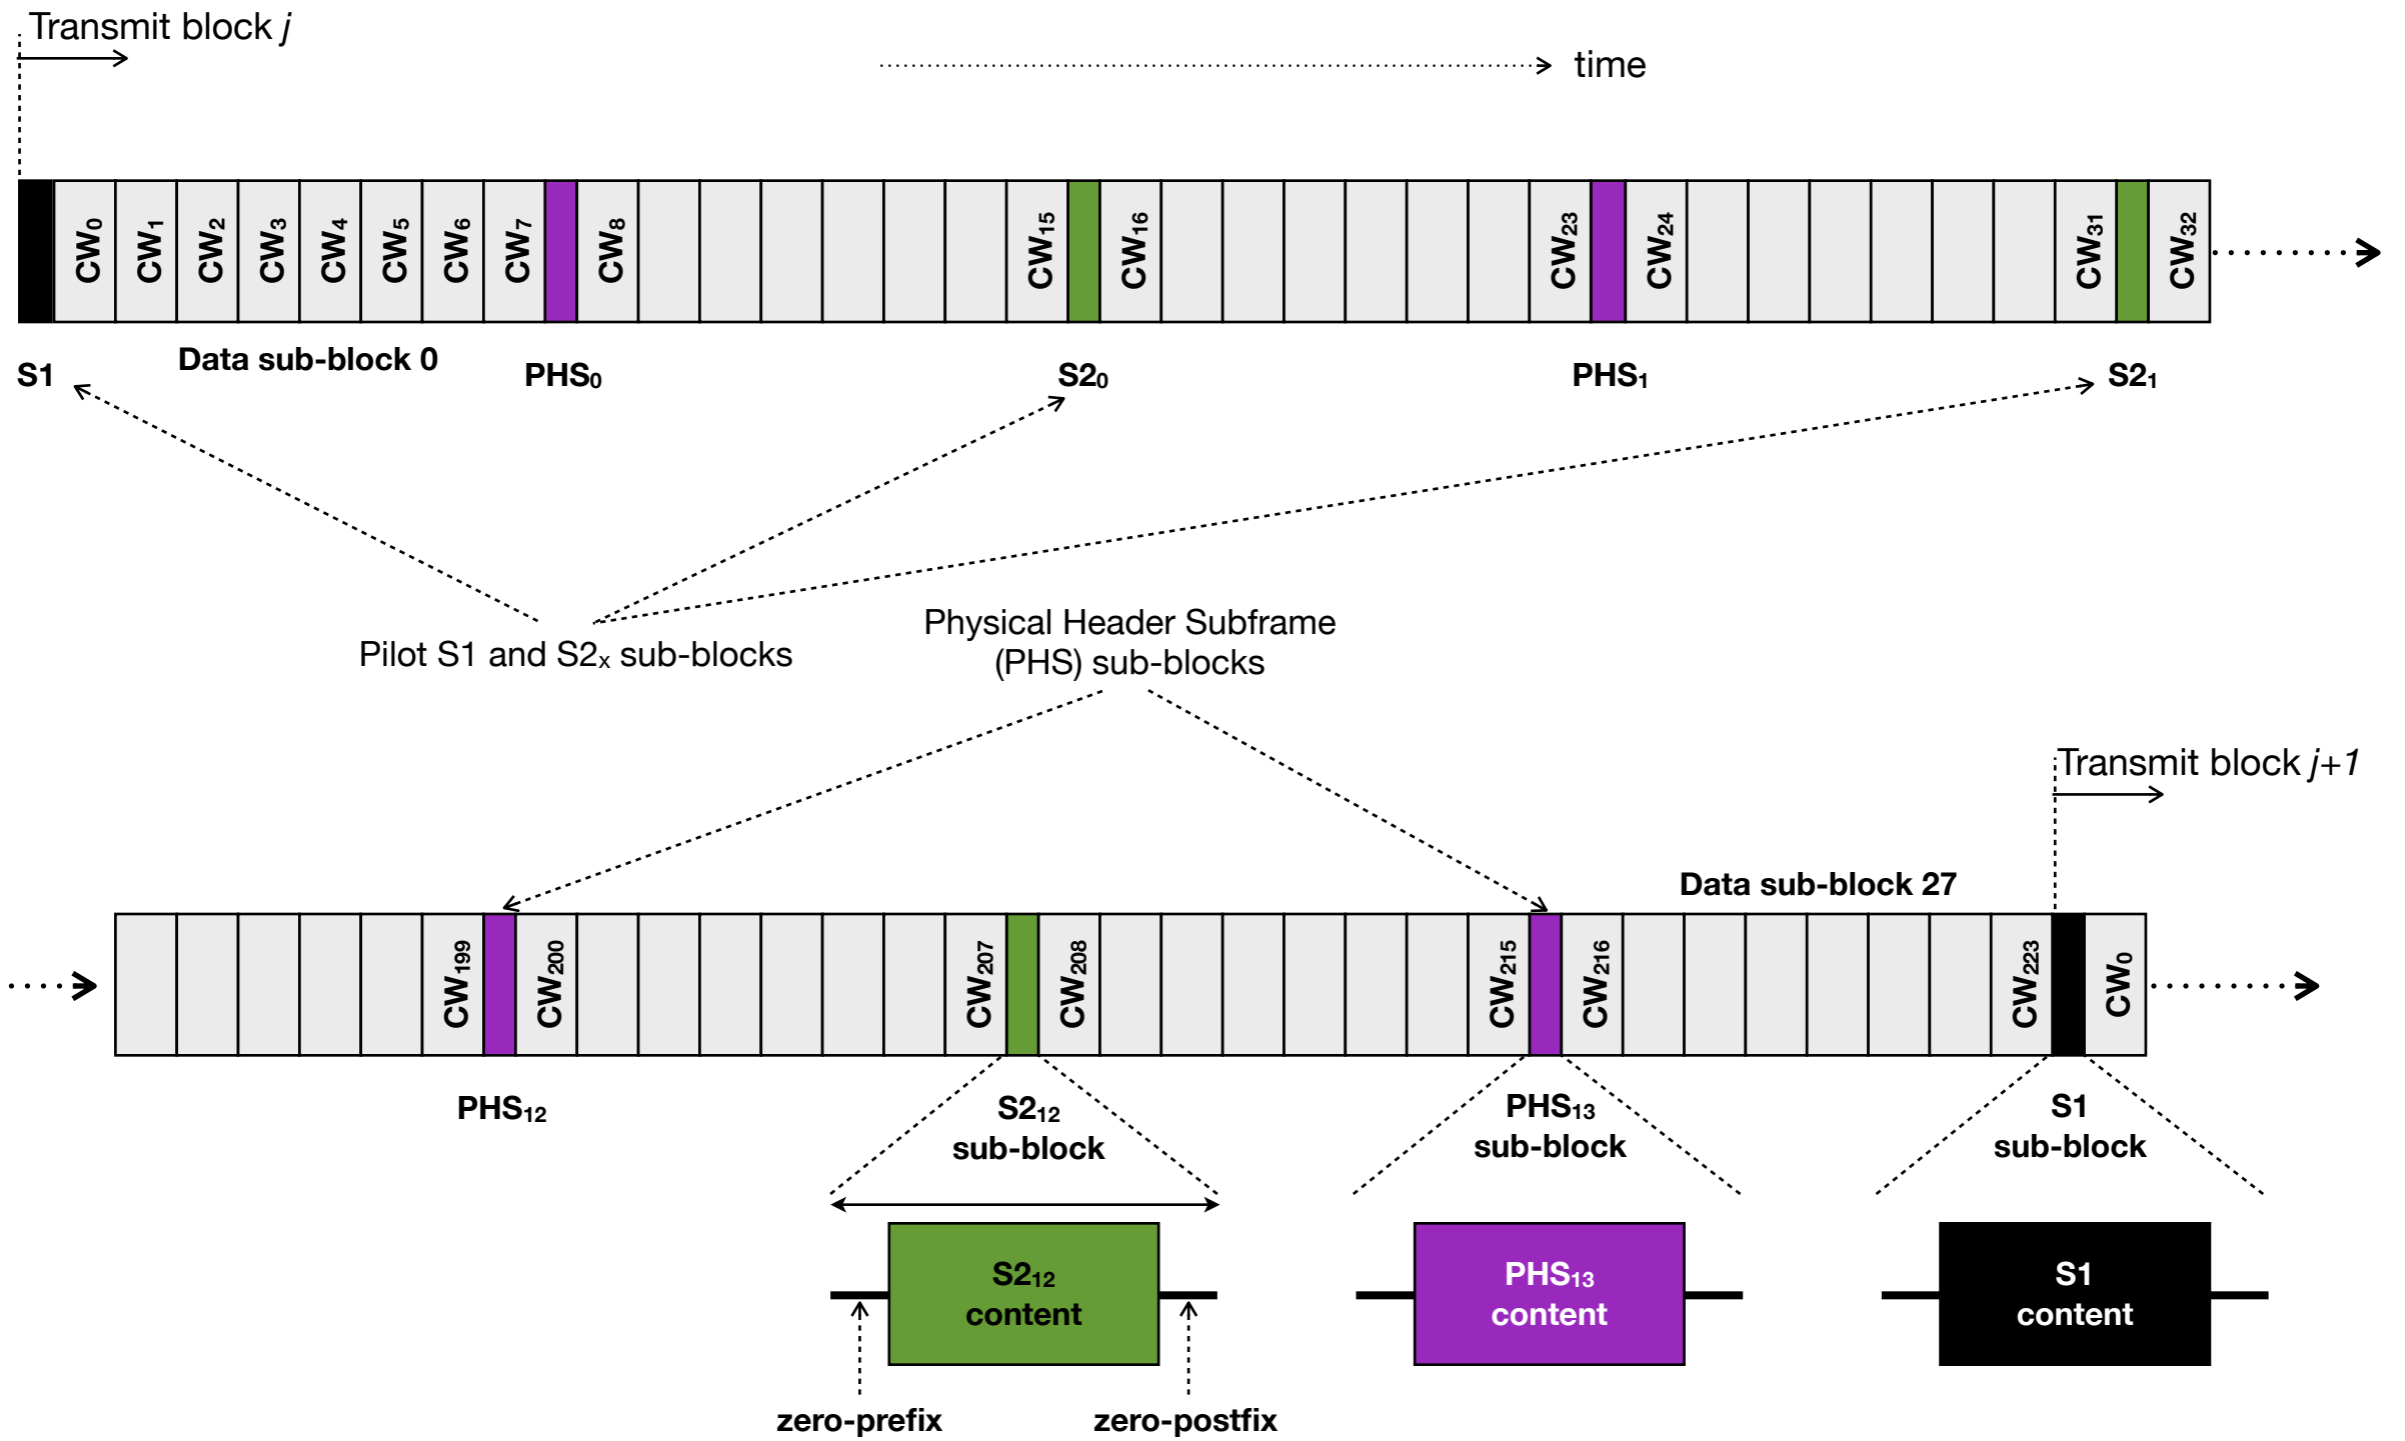 Transmit block j
time
CW0 CW1 CW2 CW3 CW4 CW5 CW6 CW7 CW8 CW15 CW16 CW23 CW24 CW31 CW32
Data sub-block 0
S1 PHS0 S20 PHS1 S21
Pilot S1 and S2x sub-blocks
Physical Header Subframe
(PHS) sub-blocks
Transmit block j+1
Data sub-block 27
CW199 CW200 CW207 CW208 CW215 CW216 CW223 CW0
PHS12
S212
sub-block
PHS13
sub-block
S1
sub-block
S212
content
PHS13
content
S1
content
zero-prefix
zero-postfix